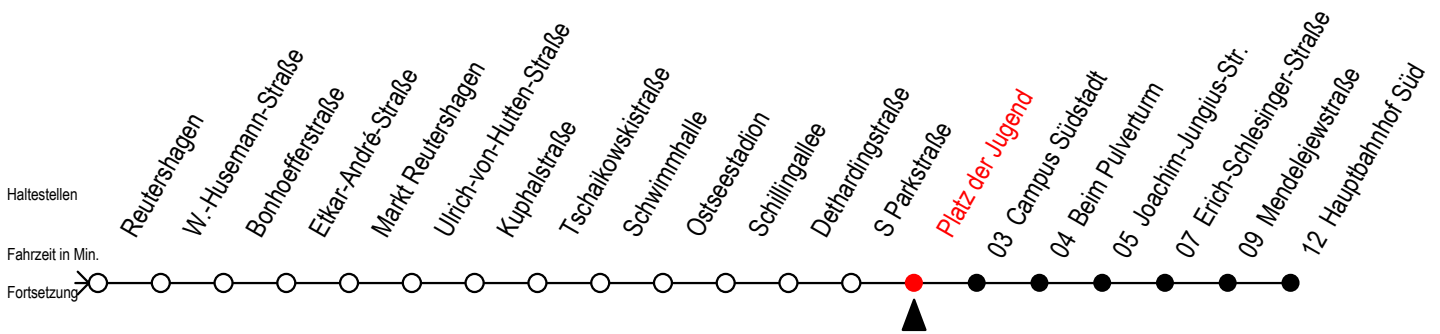 Haltestellen
Reutershagen
W.-Husemann-Straße
Bonhoefferstraße
Etkar-André-Straße
Markt Reutershagen
Ulrich-von-Hutten-Straße
Kuphalstraße
Tschaikowskistraße
Schwimmhalle
Ostseestadion
Schillingallee
Dethardingstraße
S Parkstraße
Platz der Jugend
03 Campus Südstadt
04 Beim Pulverturm
05 Joachim-Jungius-Str.
07 Erich-Schlesinger-Straße
09 Mendelejewstraße
12 Hauptbahnhof Süd
Fahrzeit in Min.
Fortsetzung